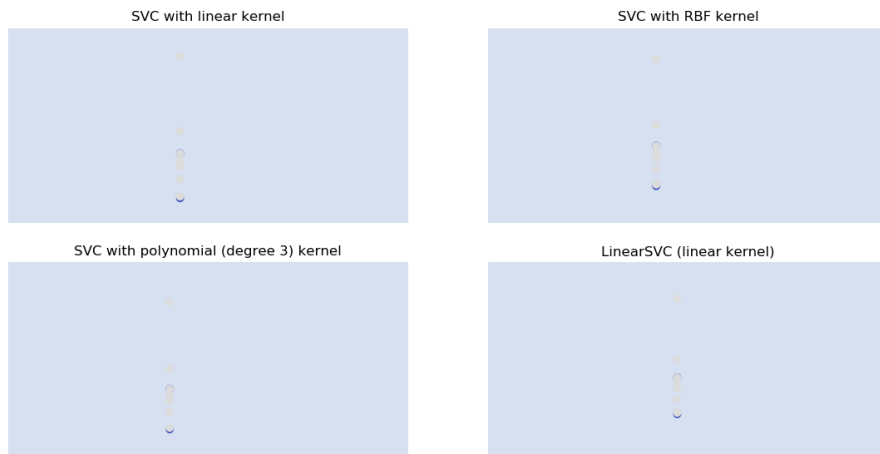 SVC with linear kernel
SVC with RBF kernel
SVC with polynomial (degree 3) kernel
LinearSVC (linear kernel)